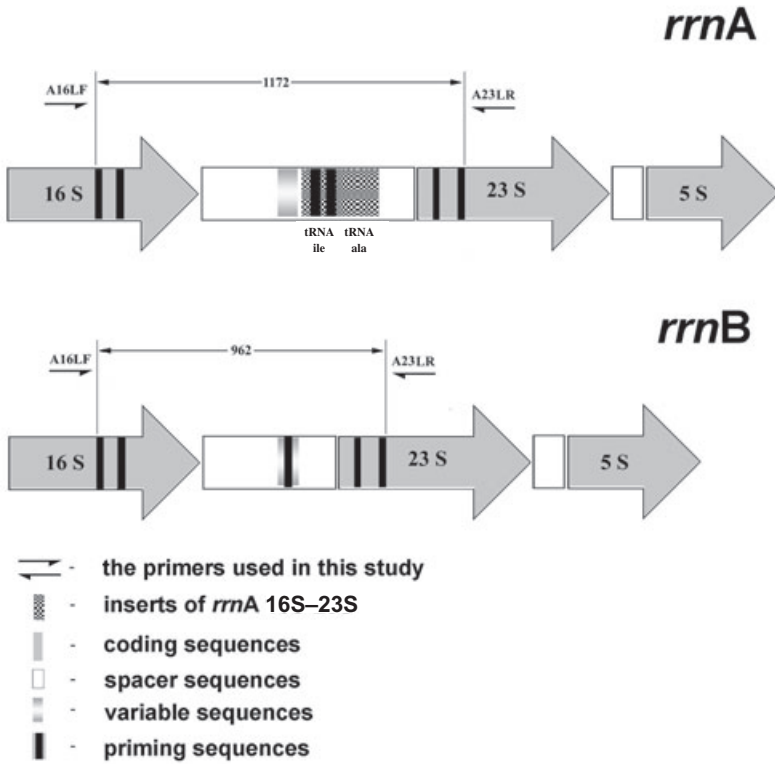 rrnA
1172
A16LF
A23LR
16 S
23 S
5 S
tRNA tRNA
ile ala
rrnB
962
A16LF
A23LR
16 S
23 S
5 S
- the primers used in this study
- inserts of rrnA 16S–23S
- coding sequences
- spacer sequences
- variable sequences
- priming sequences